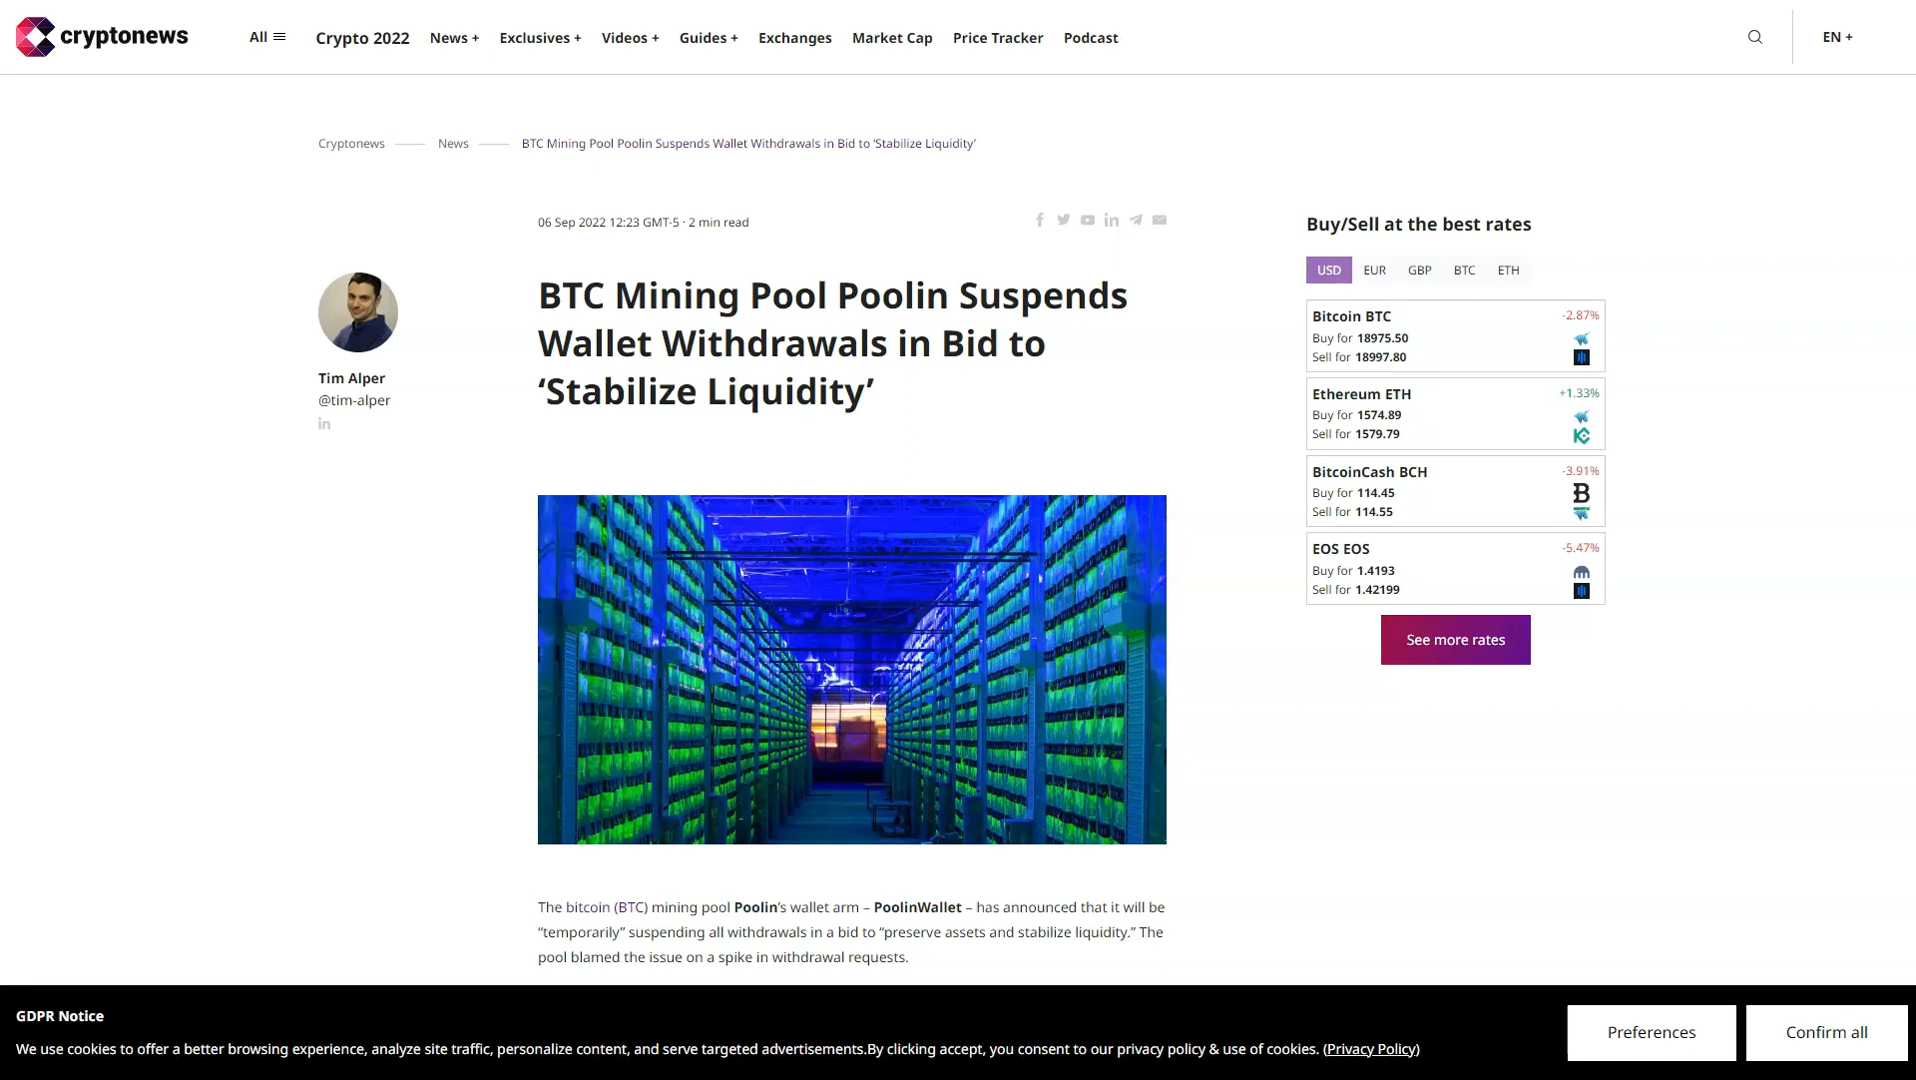 cryptonews
All
Crypto 2022
News +
Exclusives +
Videos +
Guides +
Exchanges
Market Cap
Price Tracker
Podcast
EN +
Cryptonews
News
BTC Mining Pool Poolin Suspends Wallet Withdrawals in Bid to ‘Stabilize Liquidity’
06 Sep 2022 12:23 GMT-5 · 2 min read
Tim Alper
@tim-alper
BTC Mining Pool Poolin Suspends
Wallet Withdrawals in Bid to
‘Stabilize Liquidity’
The bitcoin (BTC) mining pool Poolin’s wallet arm – PoolinWallet – has announced that it will be
“temporarily” suspending all withdrawals in a bid to “preserve assets and stabilize liquidity.” The
pool blamed the issue on a spike in withdrawal requests.
Buy/Sell at the best rates
USD EUR GBP BTC ETH
Bitcoin BTC -2.87%
Buy for 18975.50
Sell for 18997.80
Ethereum ETH +1.33%
Buy for 1574.89
Sell for 1579.79
BitcoinCash BCH -3.91%
Buy for 114.45
Sell for 114.55
EOS EOS -5.47%
Buy for 1.4193
Sell for 1.42199
See more rates
GDPR Notice
We use cookies to offer a better browsing experience, analyze site traffic, personalize content, and serve targeted advertisements.By clicking accept, you consent to our privacy policy & use of cookies. (Privacy Policy)
Preferences
Confirm all